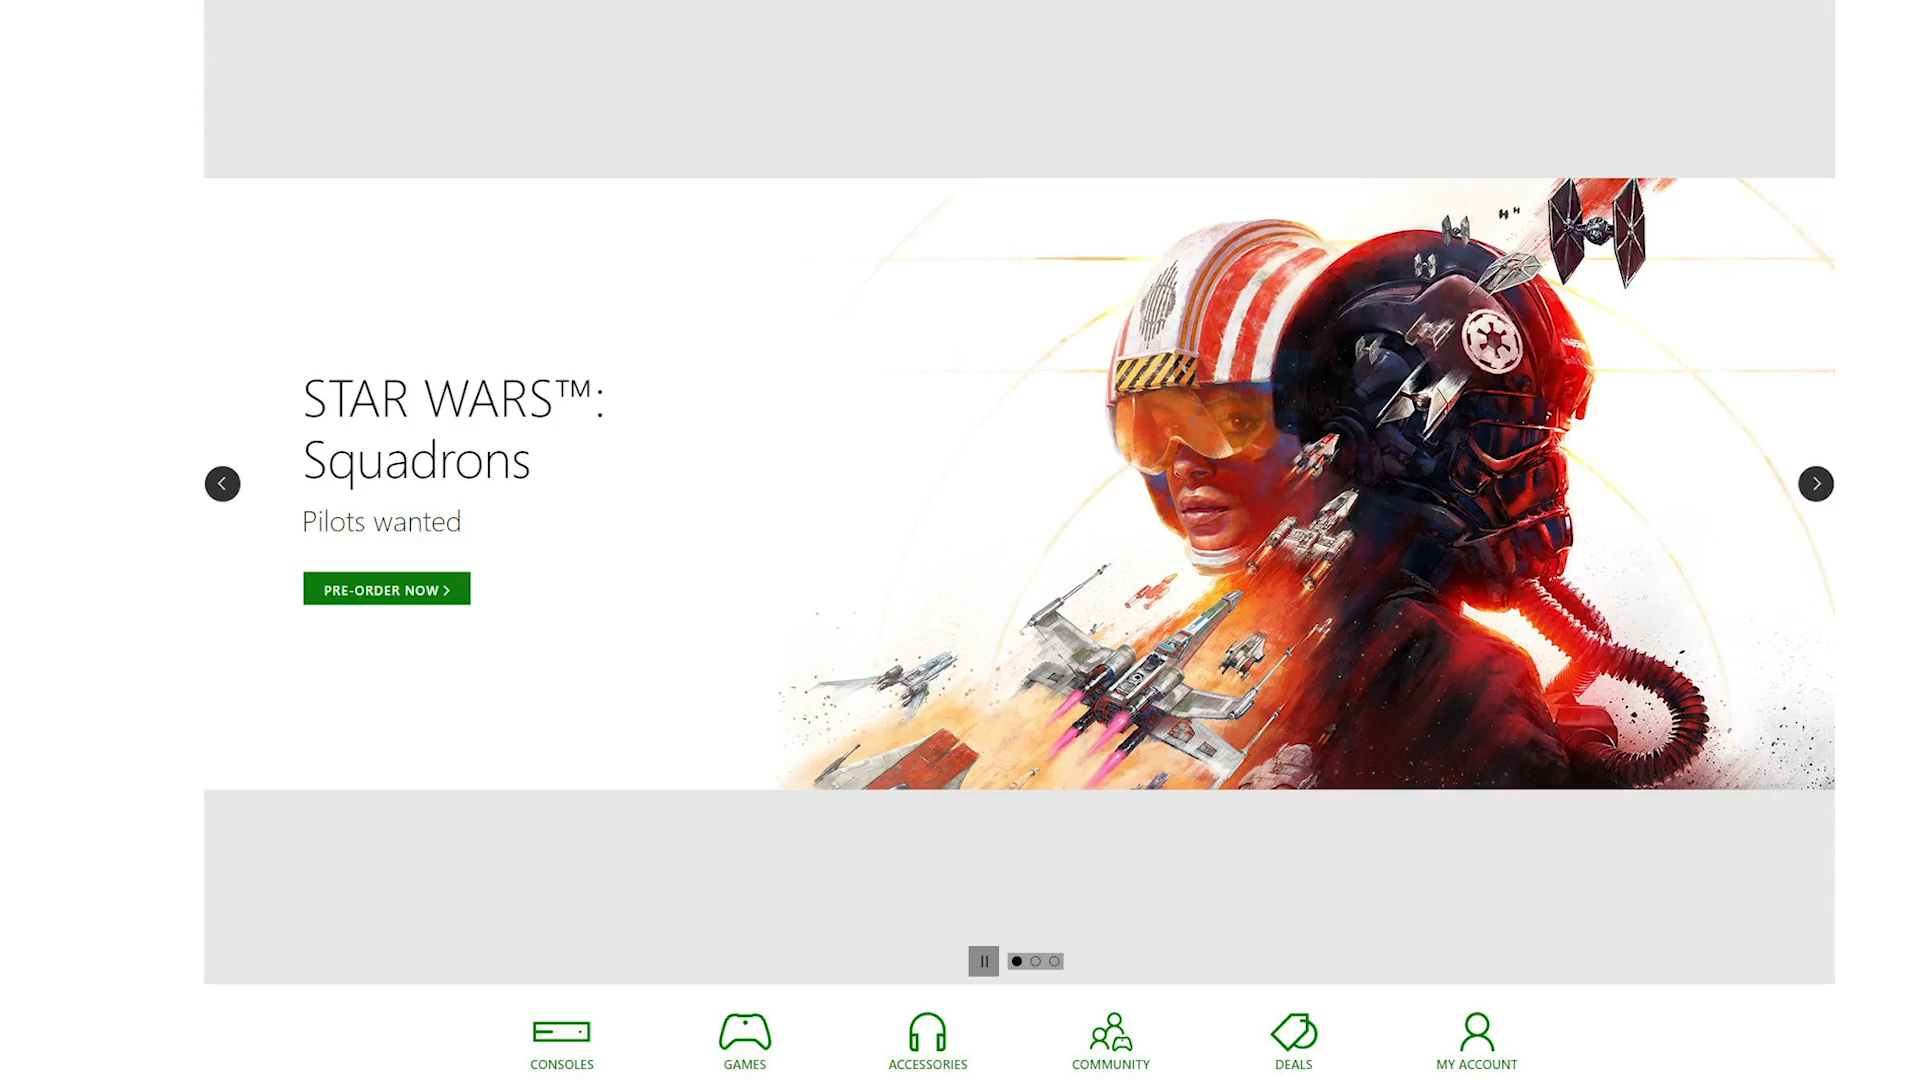 STAR WARS™:
Squadrons
Pilots wanted
PRE-ORDER NOW
CONSOLES
GAMES
ACCESSORIES
COMMUNITY
DEALS
MY ACCOUNT